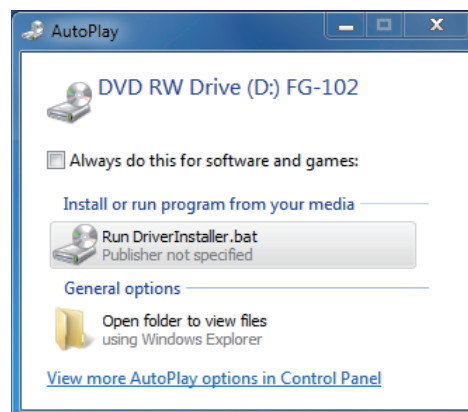 AutoPlay
DVD RW Drive (D:) FG-102
Always do this for software and games:
Install or run program from your media
Run DriverInstaller.bat
Publisher not specified
General options
Open folder to view files
using Windows Explorer
View more AutoPlay options in Control Panel